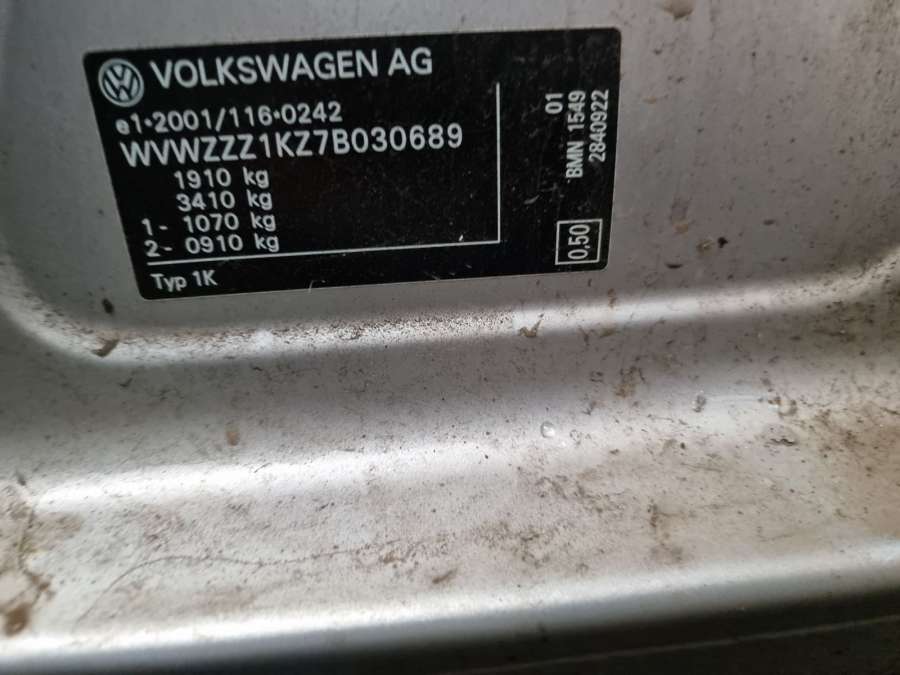 VOLKSWAGEN AG
e1*2001/116*0242
WVWZZZ1KZ7B030689
1910 kg
3410 kg
1- 1070 kg
2- 0910 kg
Typ 1K
01
BMN 1549
2840922
0,50